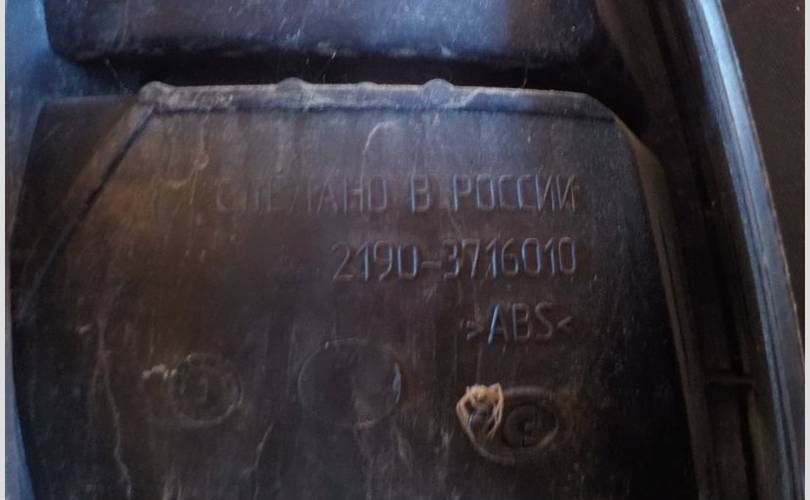 СДЕЛАНО В РОССИИ
2190-3716010
>ABS<